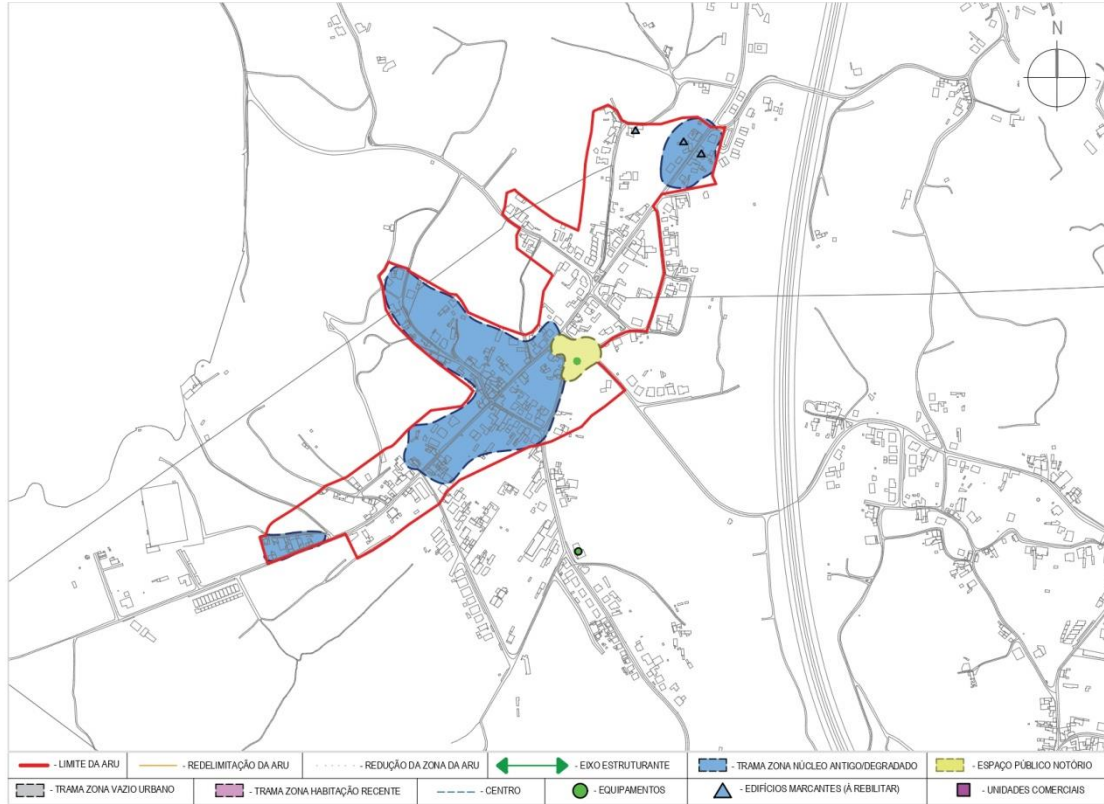 N
- LIMITE DA ARU
- REDELIMITAÇÃO DA ARU
- REDUÇÃO DA ZONA DA ARU
- EIXO ESTRUTURANTE
- TRAMA ZONA NÚCLEO ANTIGO/DEGRADADO
- ESPAÇO PÚBLICO NOTÓRIO
- TRAMA ZONA VAZIO URBANO
- TRAMA ZONA HABITAÇÃO RECENTE
- CENTRO
- EQUIPAMENTOS
- EDIFÍCIOS MARCANTES (À REBILITAR)
- UNIDADES COMERCIAIS